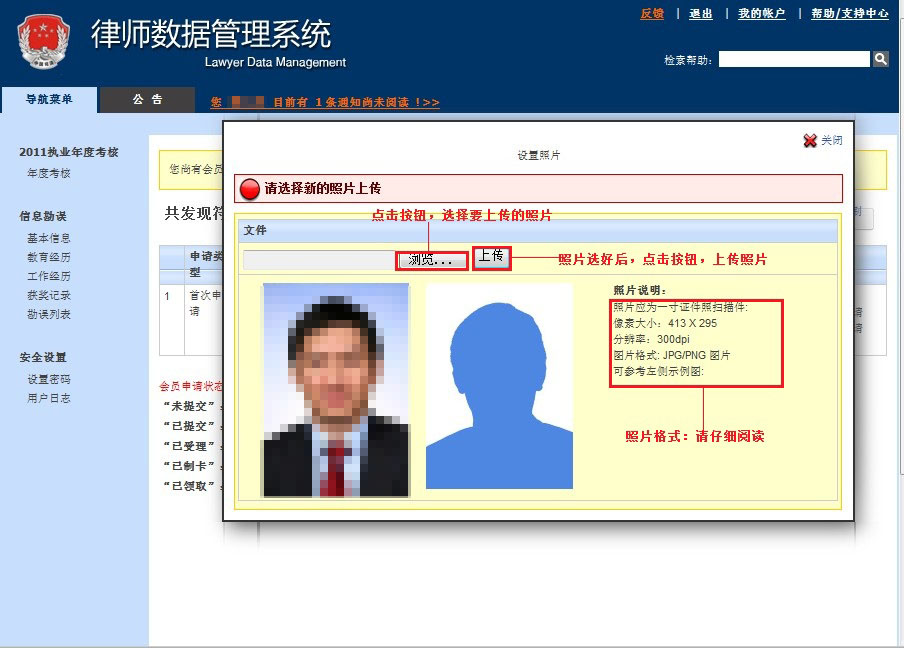 反馈 | 退出 | 我的帐户 | 帮助/支持中心
律师数据管理系统
Lawyer Data Management
检索帮助:
导航菜单
公 告
您 目前有 1条通知尚未阅读 ！>>
关闭
设置照片
2011执业年度考核
年度考核
您尚有会员
请选择新的照片上传
信息勘误
共发现符
点击按钮，选择要上传的照片
文件
基本信息
教育经历
工作经历
获奖记录
勘误列表
申请类型
浏览...
上传
照片选好后，点击按钮，上传照片
1
首次申请
照片说明:
照片应为一寸证件照扫描件:
像素大小: 413 X 295
分辨率: 300dpi
图片格式: JPG/PNG 图片
可参考左侧示例图:
安全设置
设置密码
用户日志
会员申请状态
“未提交”:
“已提交”:
“已受理”:
“已制卡”:
“已领取”:
照片格式：请仔细阅读